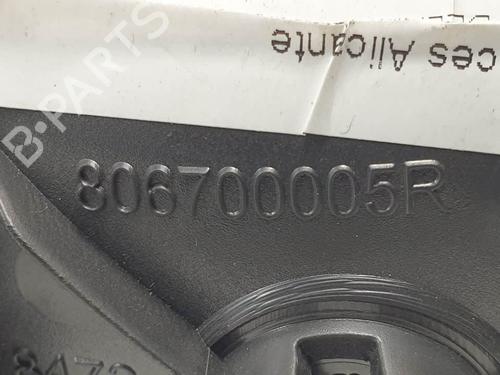 ces Alicante
806700005R
B-PARTS